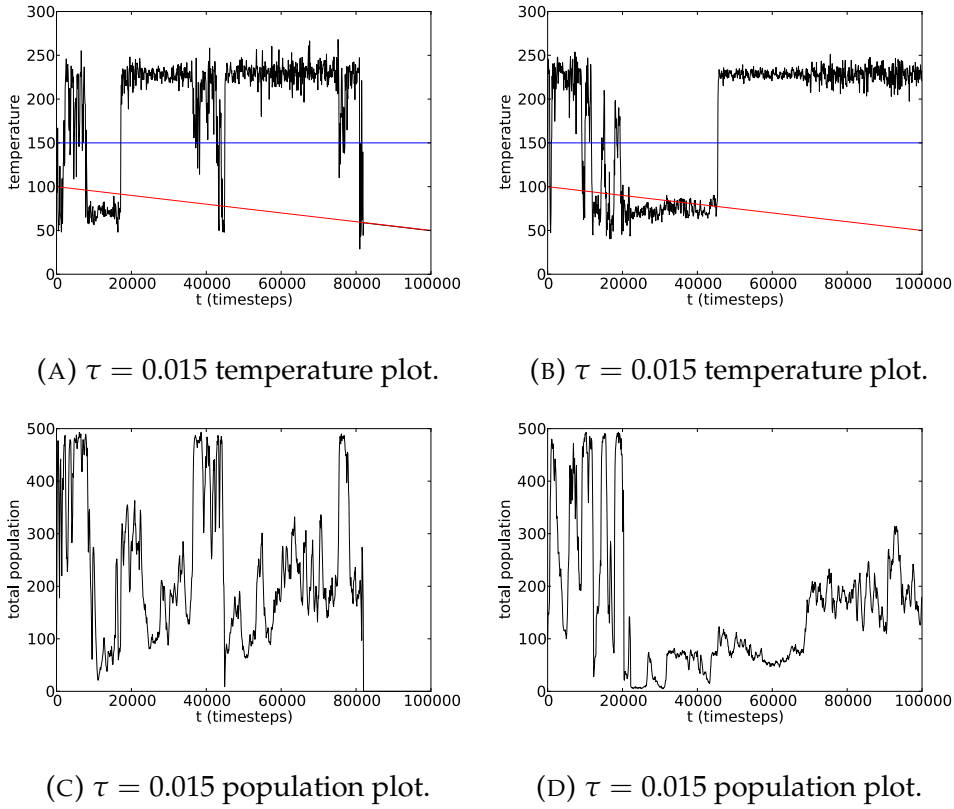 300
250
200
150
100
50
0
temperature
0 20000 40000 60000 80000 100000
t (timesteps)
(A) τ = 0.015 temperature plot.
300
250
200
150
100
50
0
temperature
0 20000 40000 60000 80000 100000
t (timesteps)
(B) τ = 0.015 temperature plot.
500
400
300
200
100
0
total population
0 20000 40000 60000 80000 100000
t (timesteps)
(C) τ = 0.015 population plot.
500
400
300
200
100
0
total population
0 20000 40000 60000 80000 100000
t (timesteps)
(D) τ = 0.015 population plot.